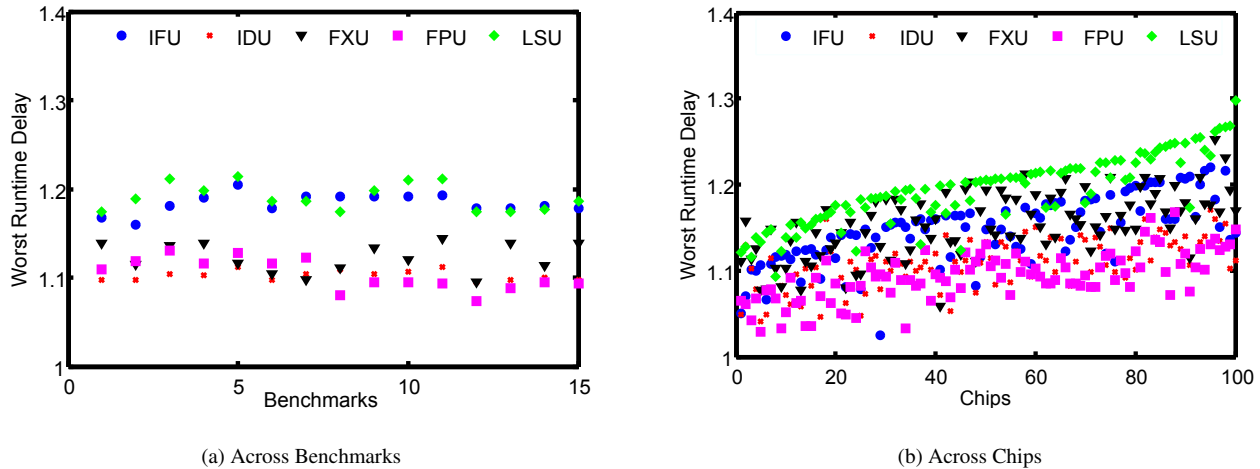 1.4
IFU IDU FXU FPU LSU
1.3
1.2
1.1
1
Worst Runtime Delay
0 5 10 15
Benchmarks
(a) Across Benchmarks
1.4
IFU IDU FXU FPU LSU
1.3
1.2
1.1
1
Worst Runtime Delay
0 20 40 60 80 100
Chips
(b) Across Chips